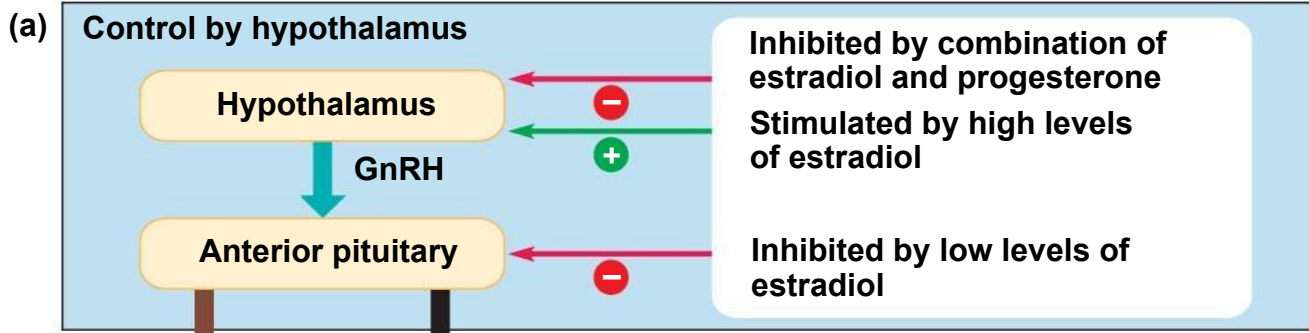 (a) Control by hypothalamus
Inhibited by combination of
estradiol and progesterone
Hypothalamus
−
Stimulated by high levels
of estradiol
+
GnRH
Anterior pituitary
Inhibited by low levels of
estradiol
−